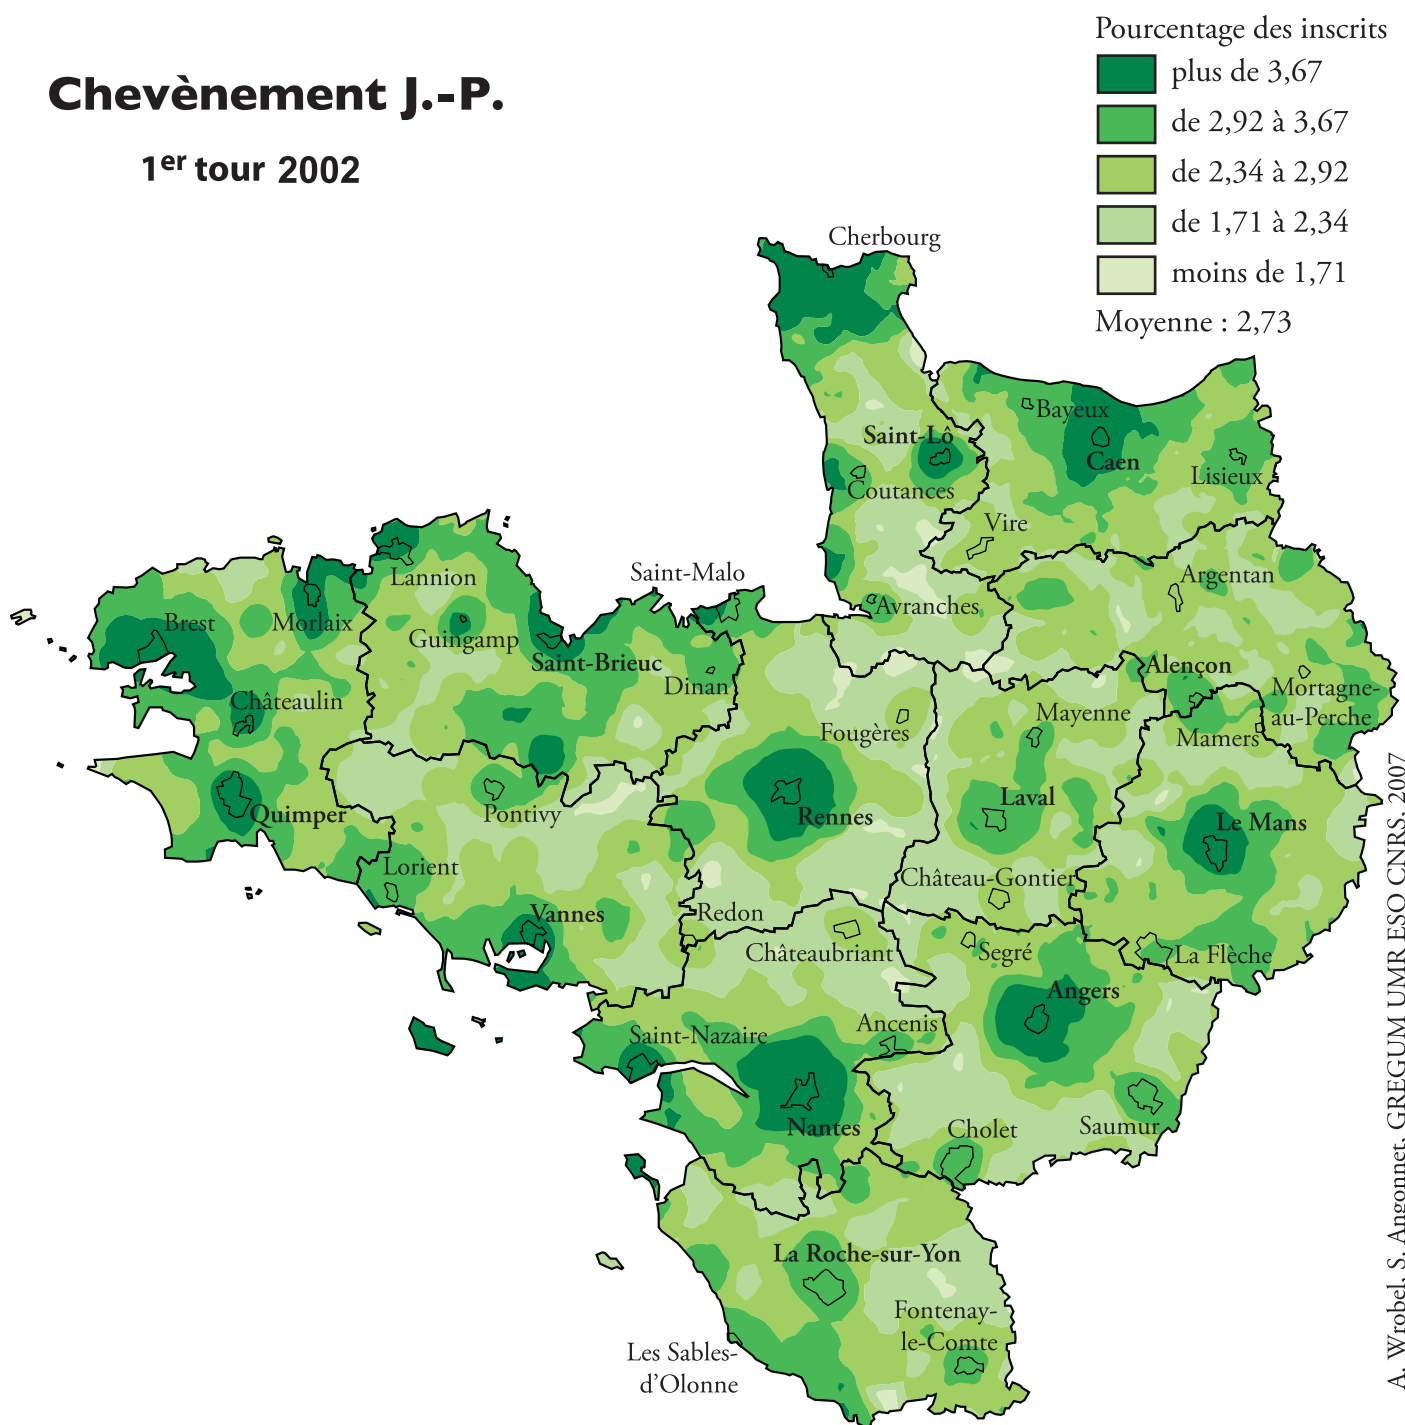 Chevènement J.-P.
1er tour 2002
Pourcentage des inscrits
plus de 3,67
de 2,92 à 3,67
de 2,34 à 2,92
de 1,71 à 2,34
moins de 1,71
Moyenne : 2,73
Cherbourg
Bayeux
Saint-Lô
Caen
Lisieux
Coutances
Vire
Saint-Malo
Lannion
Argentan
Avranches
Brest
Morlaix
Guingamp
Saint-Brieuc
Dinan
Alençon
Châteaulin
Mortagne-
au-Perche
Mayenne
Fougères
Mamers
Quimper
Pontivy
Rennes
Laval
Le Mans
Lorient
Château-Gontier
Vannes
Redon
Châteaubriant
Segré
La Flèche
Angers
Saint-Nazaire
Ancenis
Nantes
Cholet
Saumur
La Roche-sur-Yon
Fontenay-
le-Comte
Les Sables-
d'Olonne
A. Wrobel, S. Angonnet, GREGUM UMR ESO CNRS, 2007